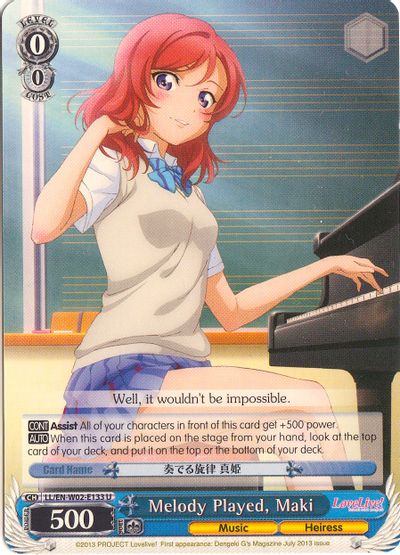 LEVEL
0
0
COST
Well, it wouldn't be impossible.
CONT Assist All of your characters in front of this card get +500 power.
AUTO When this card is placed on the stage from your hand, look at the top
card of your deck, and put it on the top or the bottom of your deck.
Card Name 奏でる旋律 真姫
CH LL/EN-W02-E133 U
POWER 500
Melody Played, Maki
LoveLive!
Music Heiress
©2013 PROJECT Lovelive! First appearance: Dengeki G's Magazine July 2013 issue